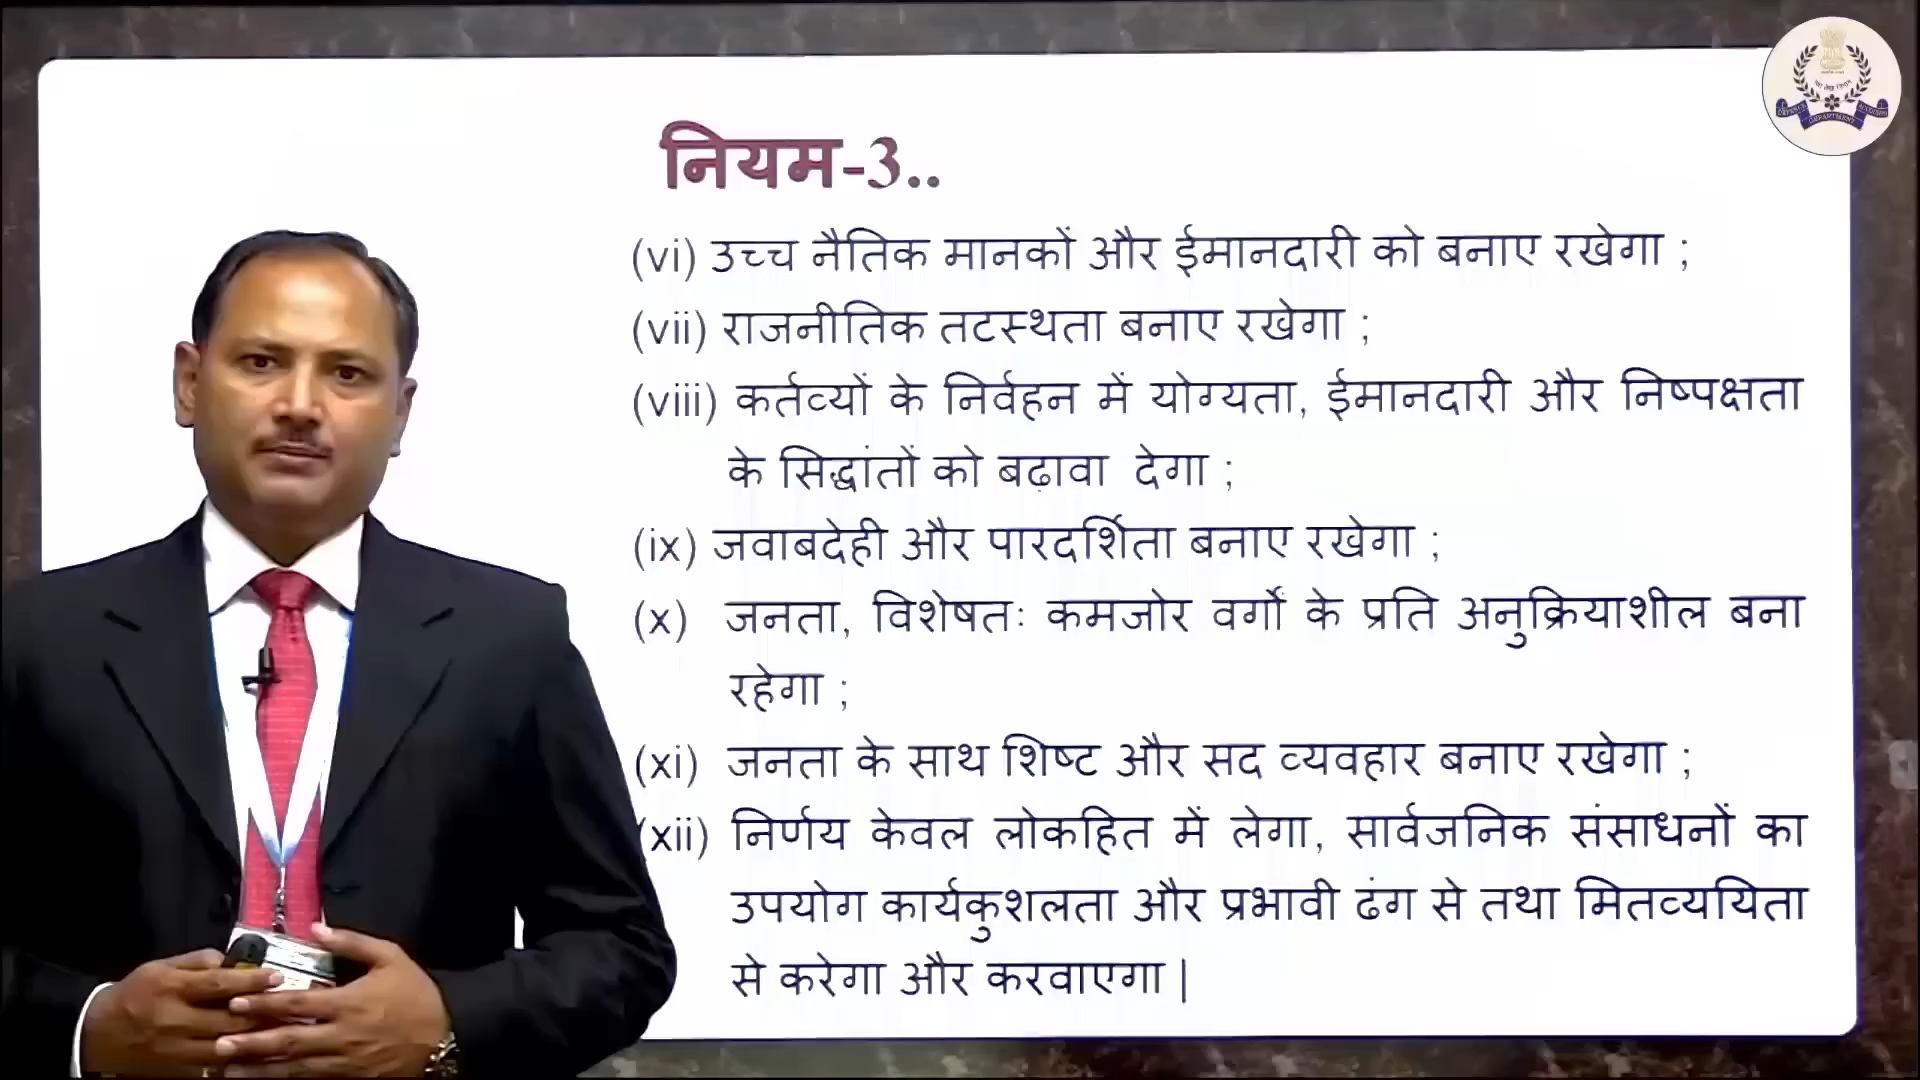 नियम-3..
(vi) उच्च नैतिक मानकों और ईमानदारी को बनाए रखेगा ;
(vii) राजनीतिक तटस्थता बनाए रखेगा ;
(viii) कर्तव्यों के निर्वहन में योग्यता, ईमानदारी और निष्पक्षता
के सिद्धांतों को बढ़ावा देगा ;
(ix) जवाबदेही और पारदर्शिता बनाए रखेगा ;
(x) जनता, विशेषतः कमजोर वर्गों के प्रति अनुक्रियाशील बना
रहेगा ;
(xi) जनता के साथ शिष्ट और सद व्यवहार बनाए रखेगा ;
(xii) निर्णय केवल लोकहित में लेगा, सार्वजनिक संसाधनों का
उपयोग कार्यकुशलता और प्रभावी ढंग से तथा मितव्ययिता
से करेगा और करवाएगा |
DEFENCE ACCOUNTS
DEPARTMENT